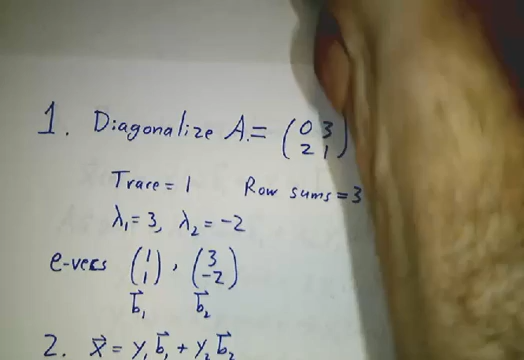 1. Diagonalize A = (0 3
2 1)
Trace = 1 Row sums = 3
λ₁ = 3, λ₂ = -2
e-vecs (1
1), (3
-2)
b⃗₁ b⃗₂
2. x⃗ = y₁b⃗₁ + y₂b⃗₂